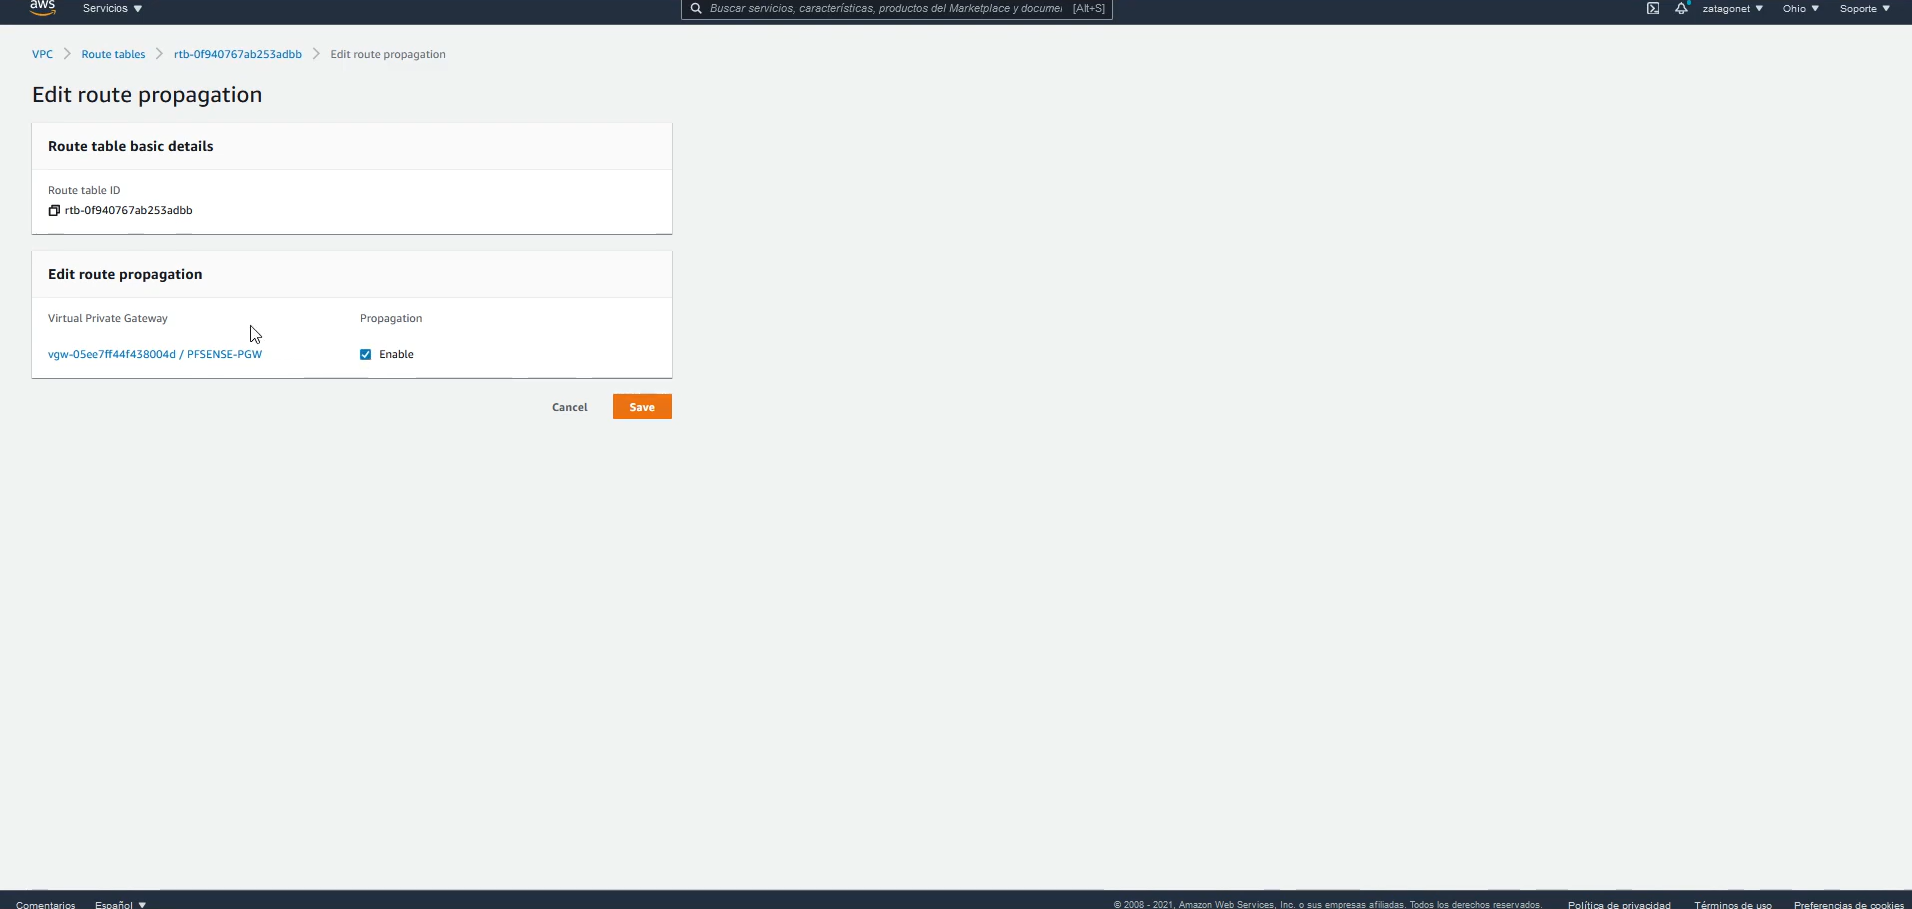 aws
Servicios
Buscar servicios, características, productos del Marketplace y documen [Alt+S]
zatagonet
Ohio
Soporte
VPC
Route tables
rtb-0f940767ab253adbb
Edit route propagation
Edit route propagation
Route table basic details
Route table ID
rtb-0f940767ab253adbb
Edit route propagation
Virtual Private Gateway
Propagation
vgw-05ee7ff44f438004d / PFSENSE-PGW
Enable
Cancel
Save
Comentarios
Español
© 2008 - 2021, Amazon Web Services, Inc. o sus empresas afiliadas. Todos los derechos reservados.
Política de privacidad
Términos de uso
Preferencias de cookies